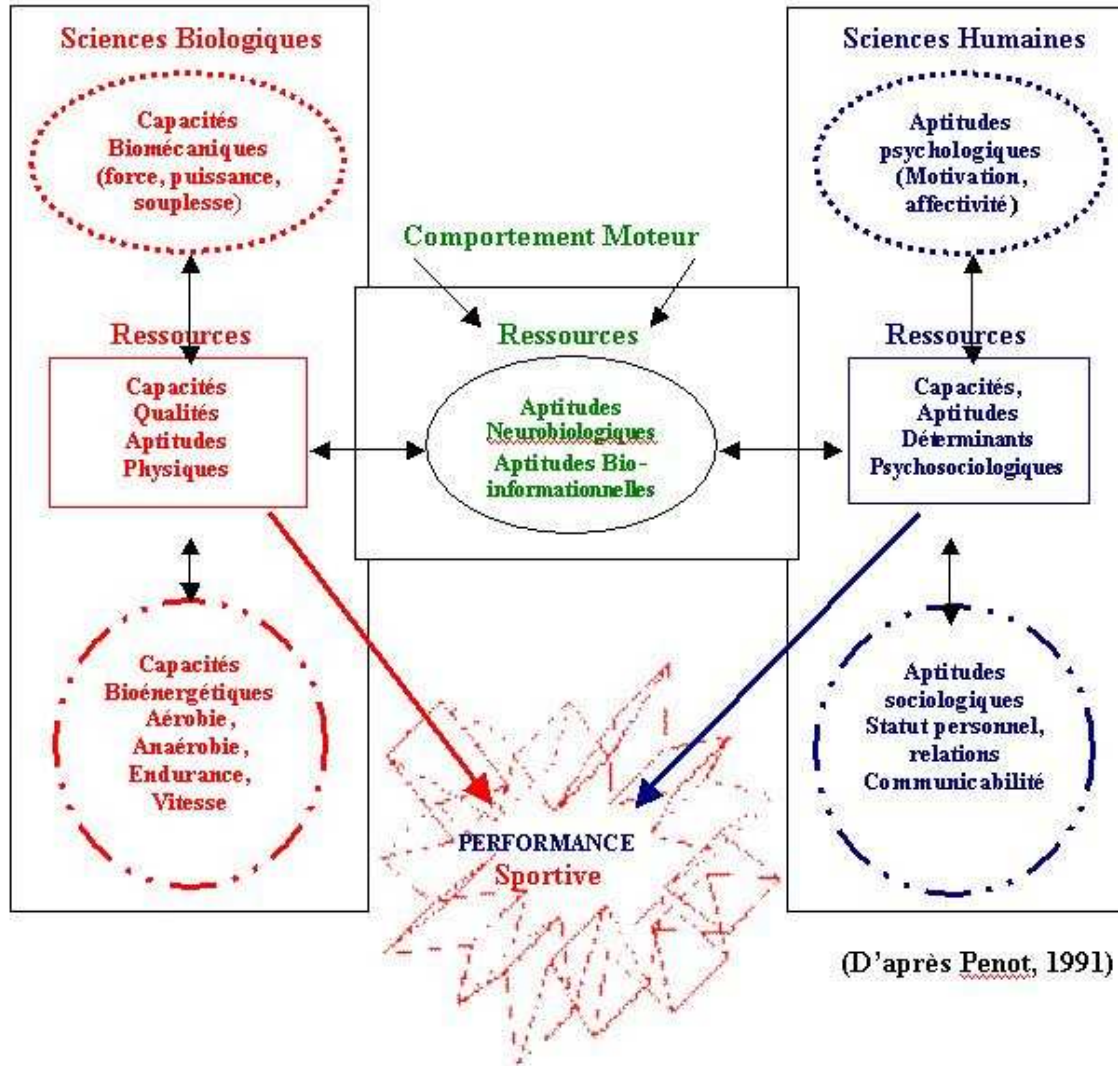 Sciences Biologiques
Capacités
Biomécaniques
(force, puissance,
souplesse)
Ressources
Capacités
Qualités
Aptitudes
Physiques
Capacités
Bioénergétiques
Aérobie,
Anaérobie,
Endurance,
Vitesse
Comportement Moteur
Ressources
Aptitudes
Neurobiologiques
Aptitudes Bio-
informationnelles
Sciences Humaines
Aptitudes
psychologiques
(Motivation,
affectivité)
Ressources
Capacités,
Aptitudes
Déterminants
Psychosociologiques
Aptitudes
sociologiques
Statut personnel,
relations
Communicabilité
PERFORMANCE
Sportive
(D'après Penot, 1991)